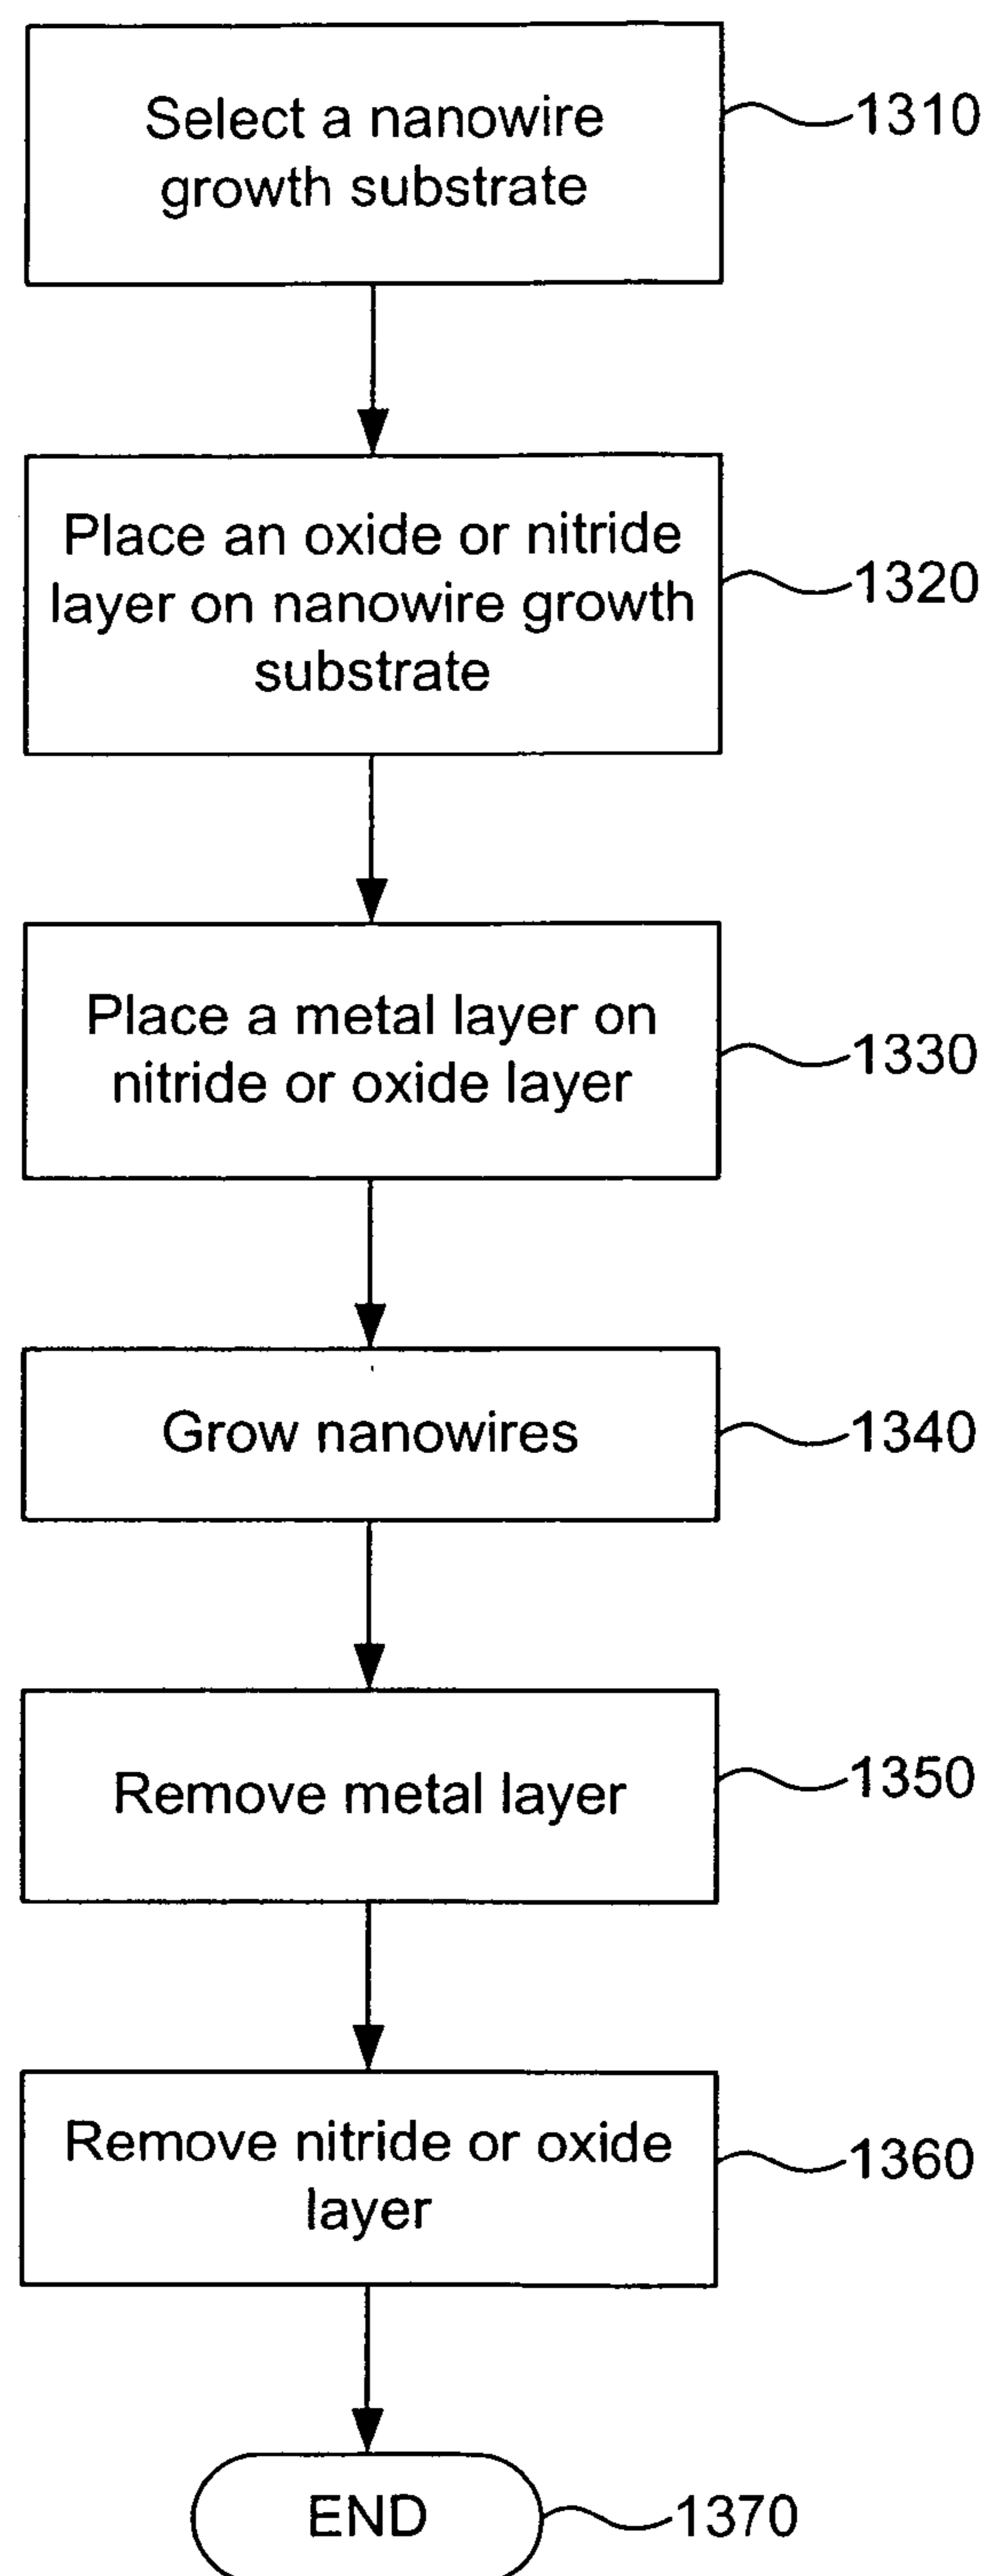 Select a nanowire
growth substrate
1310
Place an oxide or nitride
layer on nanowire growth
substrate
1320
Place a metal layer on
nitride or oxide layer
1330
Grow nanowires
1340
Remove metal layer
1350
Remove nitride or oxide
layer
1360
END
1370